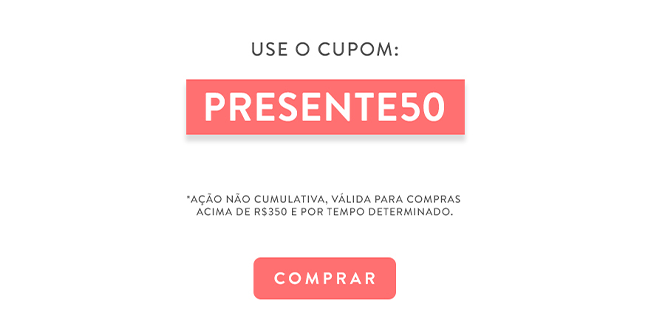 USE O CUPOM:
PRESENTE50
*AÇÃO NÃO CUMULATIVA, VÁLIDA PARA COMPRAS
ACIMA DE R$350 E POR TEMPO DETERMINADO.
COMPRAR